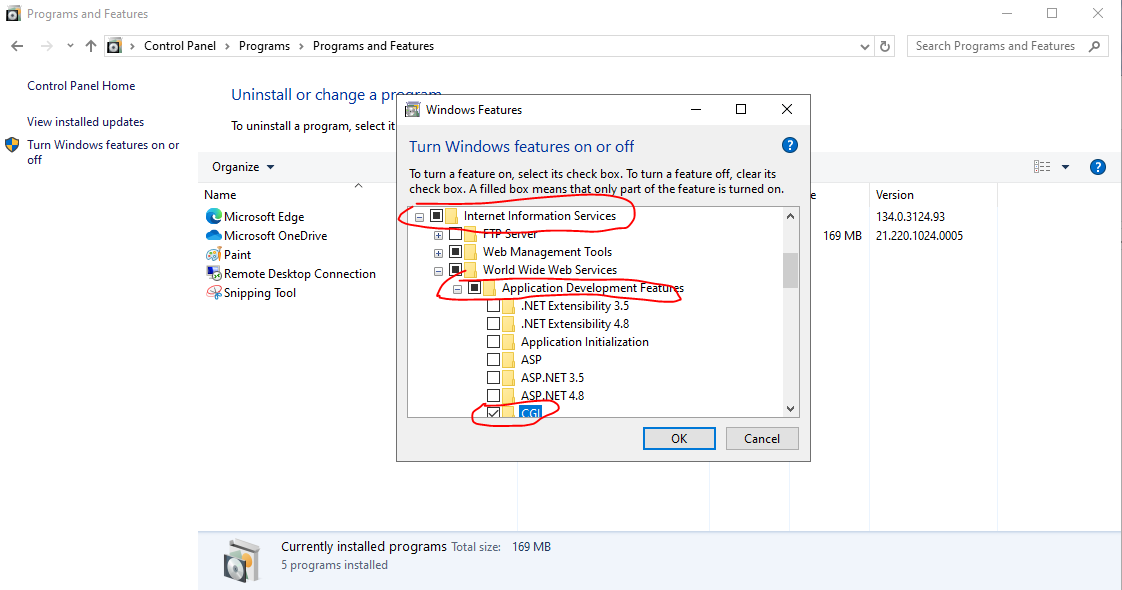 Programs and Features
Control Panel > Programs > Programs and Features
Search Programs and Features
Control Panel Home
View installed updates
Turn Windows features on or
off
Uninstall or change a program
To uninstall a program, select it
Organize
Name
Version
Microsoft Edge
134.0.3124.93
Microsoft OneDrive
169 MB
21.220.1024.0005
Paint
Remote Desktop Connection
Snipping Tool
Windows Features
Turn Windows features on or off
To turn a feature on, select its check box. To turn a feature off, clear its
check box. A filled box means that only part of the feature is turned on.
Internet Information Services
FTP Server
Web Management Tools
World Wide Web Services
Application Development Features
.NET Extensibility 3.5
.NET Extensibility 4.8
Application Initialization
ASP
ASP.NET 3.5
ASP.NET 4.8
CGI
OK
Cancel
Currently installed programs Total size: 169 MB
5 programs installed